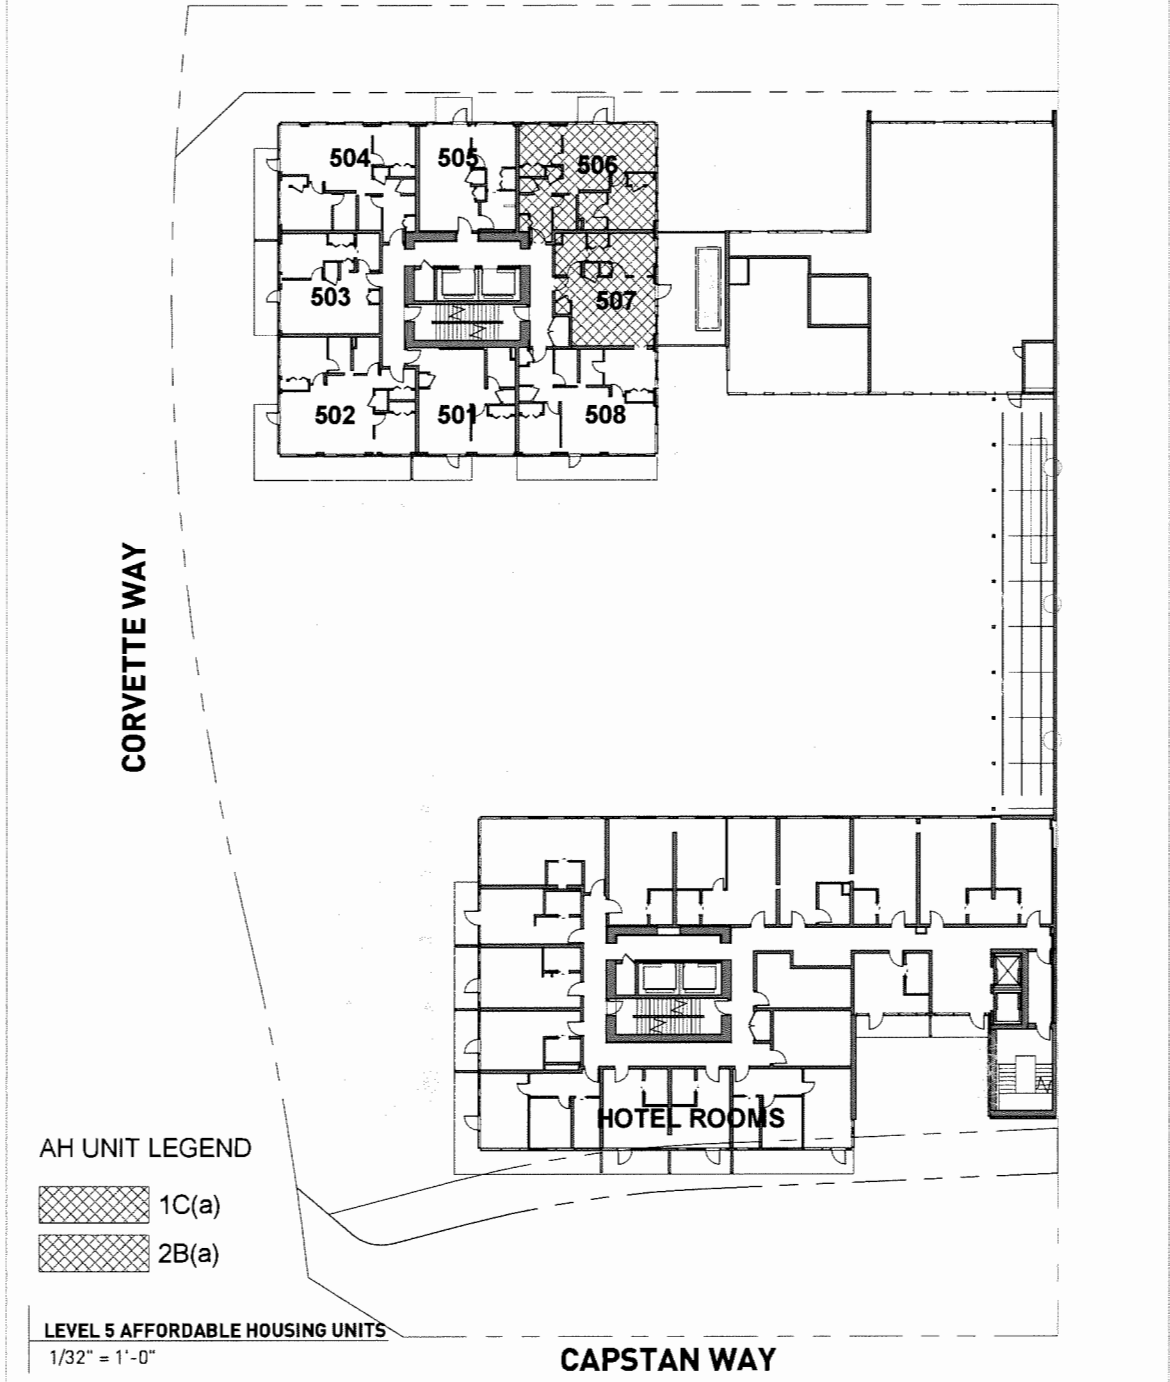 504
505
506
503
507
502
501
508
CORVETTE WAY
HOTEL ROOMS
AH UNIT LEGEND
1C(a)
2B(a)
LEVEL 5 AFFORDABLE HOUSING UNITS
1/32" = 1'-0"
CAPSTAN WAY